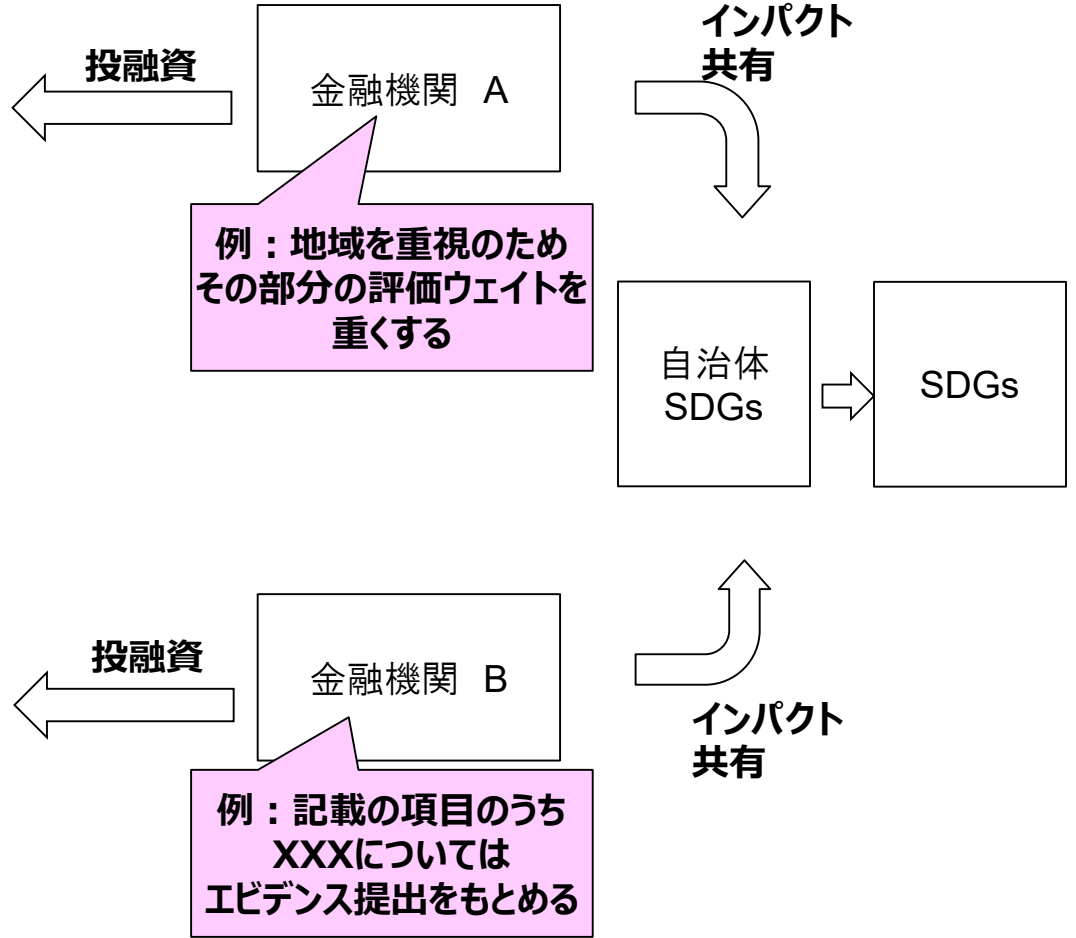 インパクト
共有
投融資
金融機関 A
例：地域を重視のため
その部分の評価ウェイトを
重くする
自治体
SDGs
SDGs
投融資
金融機関 B
インパクト
共有
例：記載の項目のうち
XXXについては
エビデンス提出をもとめる